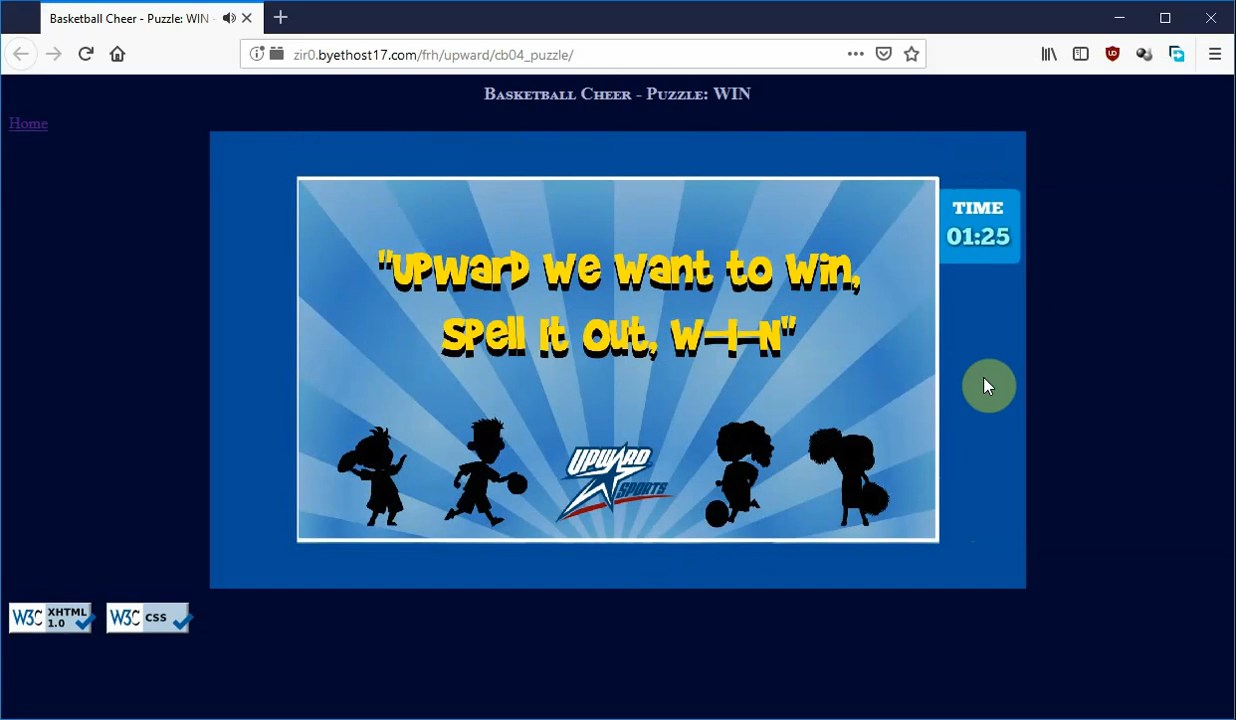 Basketball Cheer - Puzzle: WIN -
zir0.byethost17.com/frh/upward/cb04_puzzle/
Basketball Cheer - Puzzle: WIN
Home
"Upward We Want to Win,
Spell It Out, W-I-N"
TIME
01:25
UPWARD
SPORTS
W3C XHTML 1.0
W3C CSS